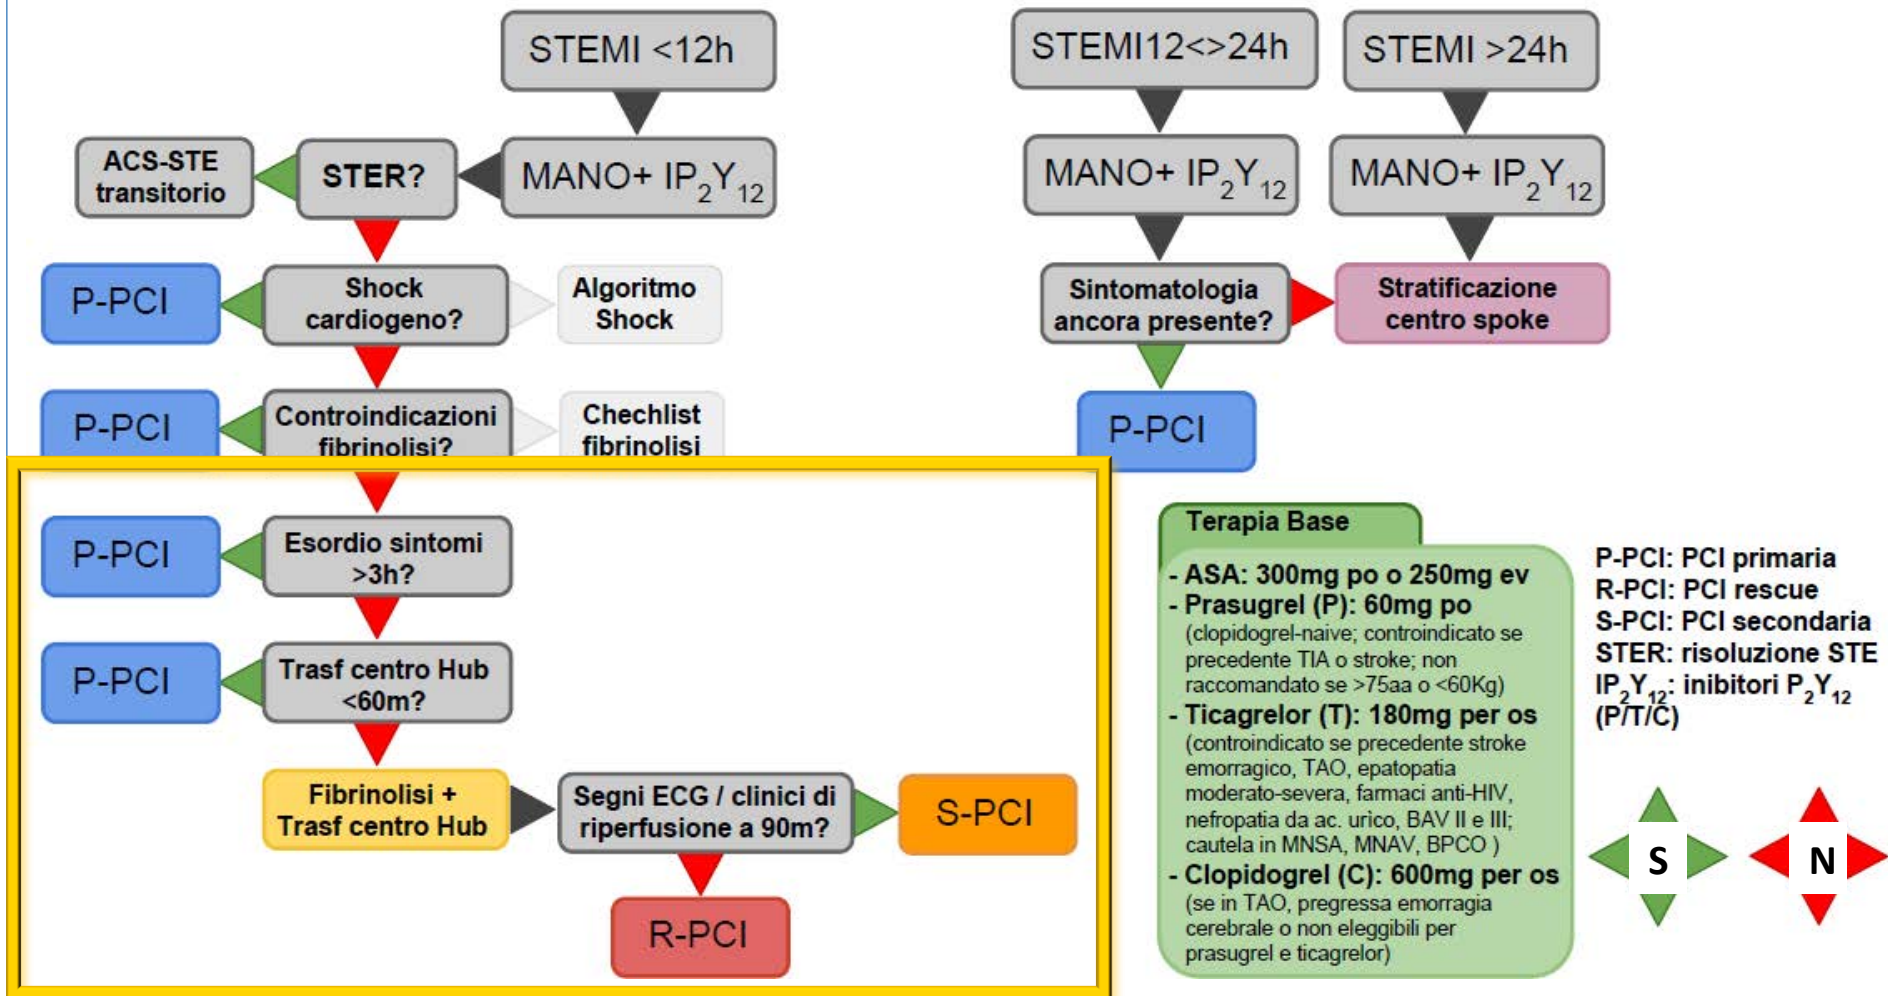 STEMI <12h
STEMI12<>24h
STEMI >24h
ACS-STE
transitorio
STER?
MANO+ IP2Y12
MANO+ IP2Y12
MANO+ IP2Y12
P-PCI
Shock
cardiogeno?
Algoritmo
Shock
Sintomatologia
ancora presente?
Stratificazione
centro spoke
P-PCI
Controindicazioni
fibrinolisi?
Chechlist
fibrinolisi
P-PCI
P-PCI
Esordio sintomi
>3h?
P-PCI
Trasf centro Hub
<60m?
Fibrinolisi +
Trasf centro Hub
Segni ECG / clinici di
riperfusione a 90m?
S-PCI
R-PCI
Terapia Base
- ASA: 300mg po o 250mg ev
- Prasugrel (P): 60mg po
(clopidogrel-naive; controindicato se
precedente TIA o stroke; non
raccomandato se >75aa o <60Kg)
- Ticagrelor (T): 180mg per os
(controindicato se precedente stroke
emorragico, TAO, epatopatia
moderato-severa, farmaci anti-HIV,
nefropatia da ac. urico, BAV II e III;
cautela in MNSA, MNAV, BPCO )
- Clopidogrel (C): 600mg per os
(se in TAO, pregressa emorragia
cerebrale o non eleggibili per
prasugrel e ticagrelor)
P-PCI: PCI primaria
R-PCI: PCI rescue
S-PCI: PCI secondaria
STER: risoluzione STE
IP2Y12: inibitori P2Y12
(P/T/C)
S
N